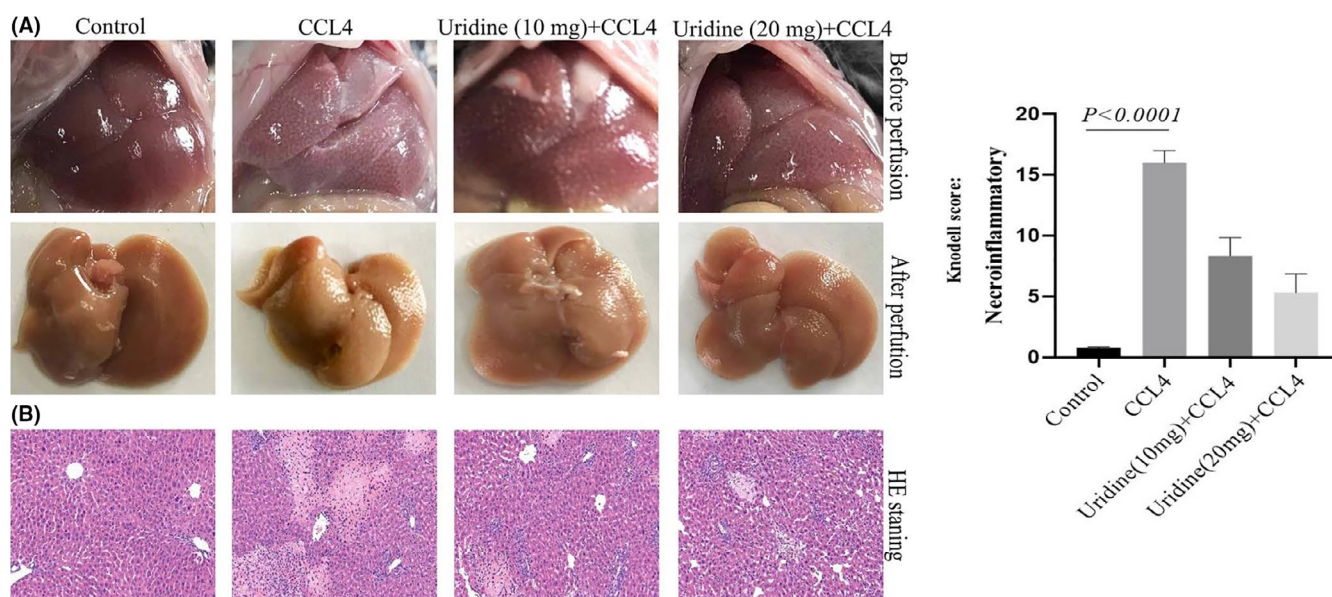 (A)
Control
CCL4
Uridine (10 mg)+CCL4
Uridine (20 mg)+CCL4
Before perfusion
After perfution
(B)
HE staning
Knodell score:
Necroinflammatory
P<0.0001
20
15
10
5
0
Control
CCL4
Uridine(10mg)+CCL4
Uridine(20mg)+CCL4